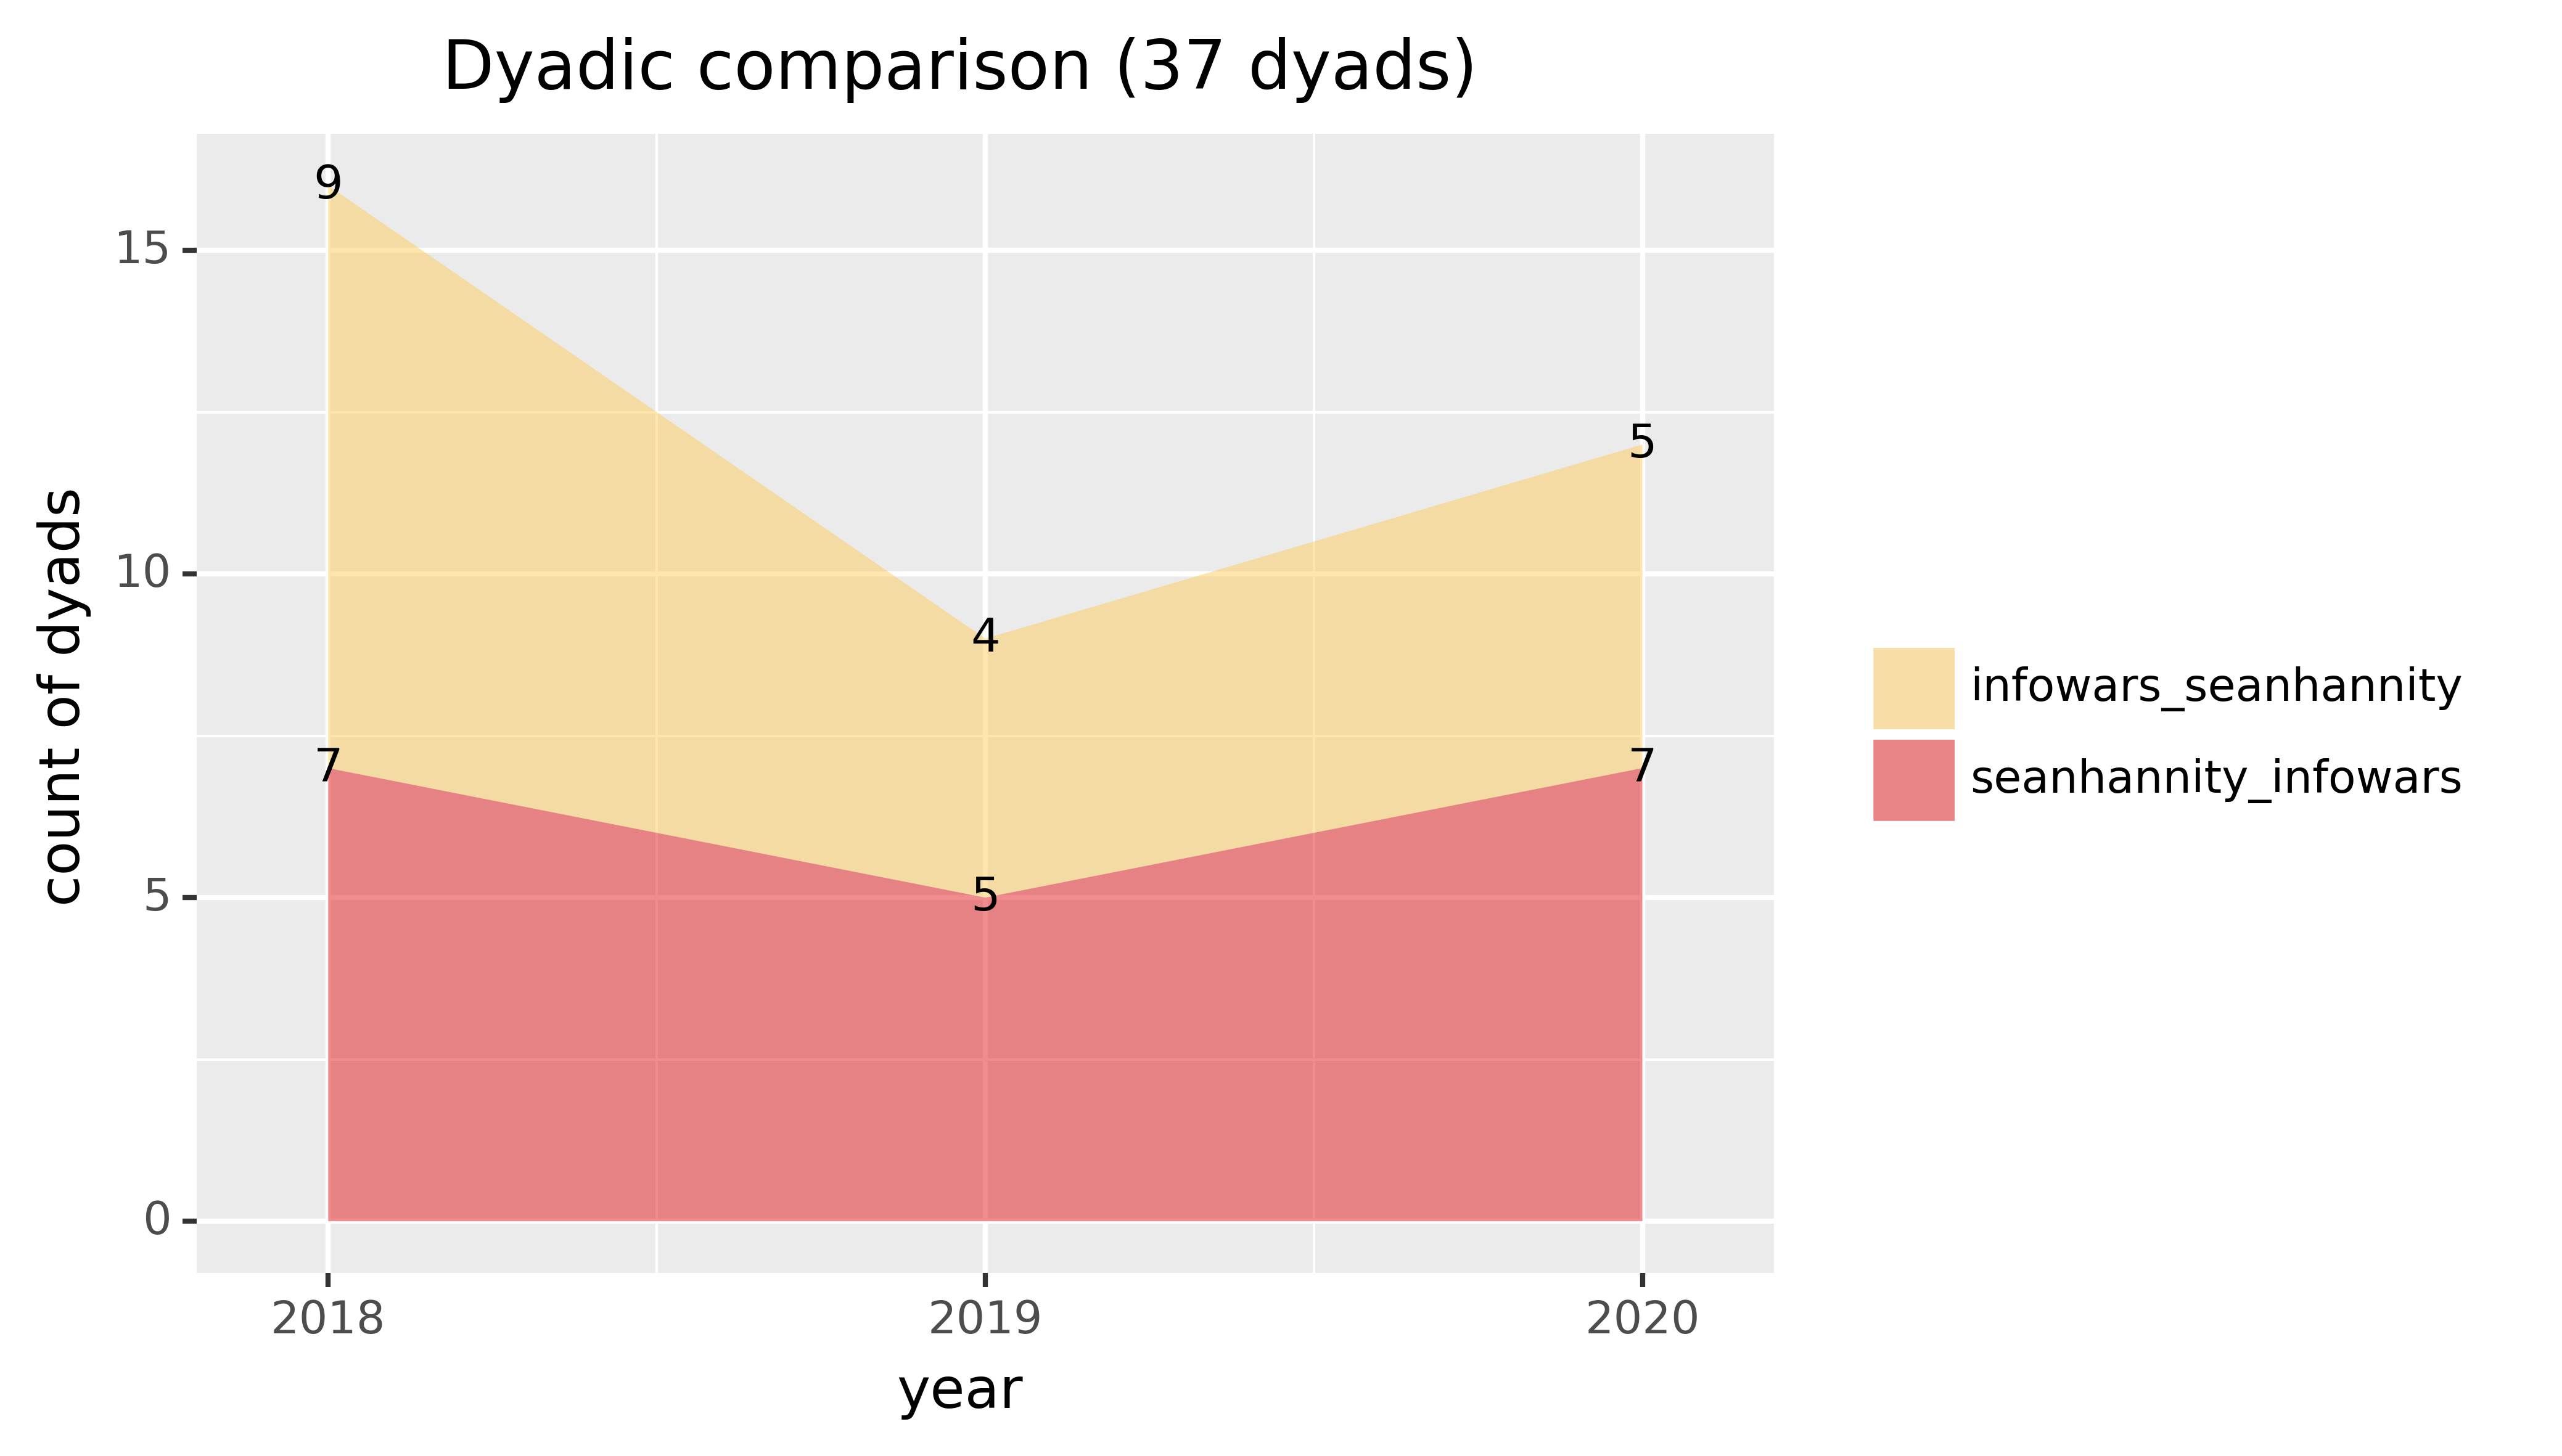 Dyadic comparison (37 dyads)
count of dyads
15
10
5
0
9
4
5
7
5
7
2018
2019
2020
year
infowars_seanhannity
seanhannity_infowars